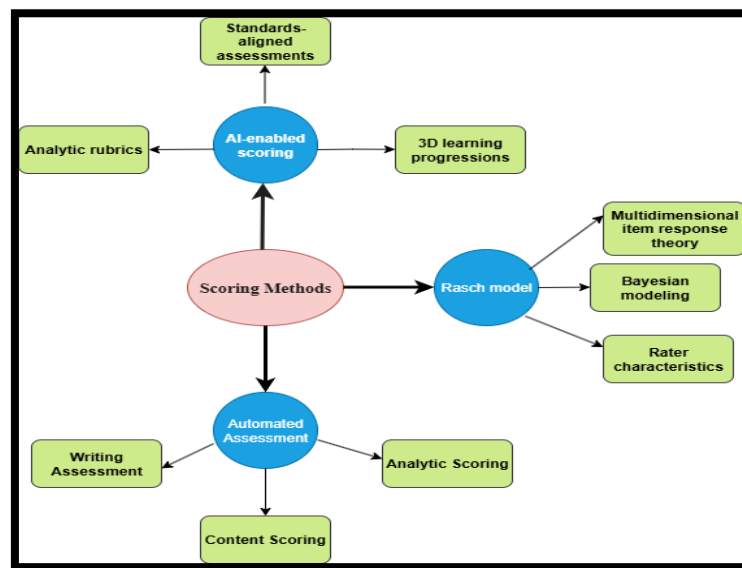 Standards-
aligned
assessments
Analytic rubrics
AI-enabled
scoring
3D learning
progressions
Multidimensional
item response
theory
Scoring Methods
Rasch model
Bayesian
modeling
Rater
characteristics
Automated
Assessment
Writing
Assessment
Analytic Scoring
Content Scoring